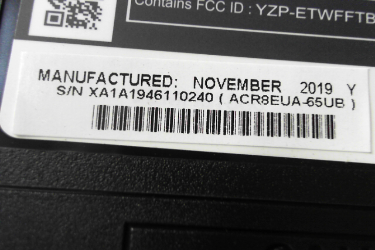 Contains FCC ID : YZP-ETWFFTB
MANUFACTURED: NOVEMBER 2019 Y
S/N XA1A1946110240 ( ACR8EUA-65UB )